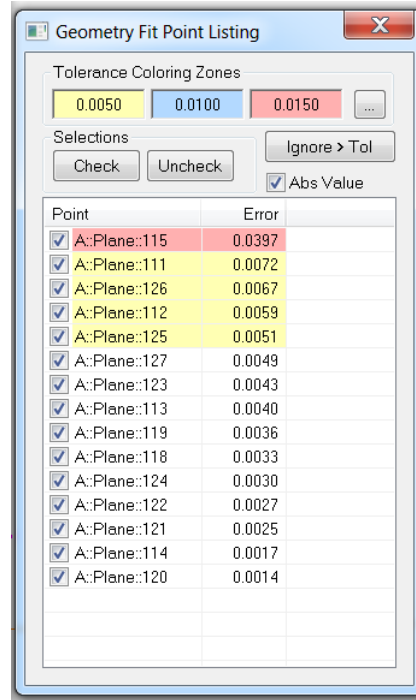 Geometry Fit Point Listing
X
Tolerance Coloring Zones
0.0050 0.0100 0.0150 ...
Selections
Check Uncheck Ignore > Tol
Abs Value
Point Error
A::Plane::115 0.0397
A::Plane::111 0.0072
A::Plane::126 0.0067
A::Plane::112 0.0059
A::Plane::125 0.0051
A::Plane::127 0.0049
A::Plane::123 0.0043
A::Plane::113 0.0040
A::Plane::119 0.0036
A::Plane::118 0.0033
A::Plane::124 0.0030
A::Plane::122 0.0027
A::Plane::121 0.0025
A::Plane::114 0.0017
A::Plane::120 0.0014